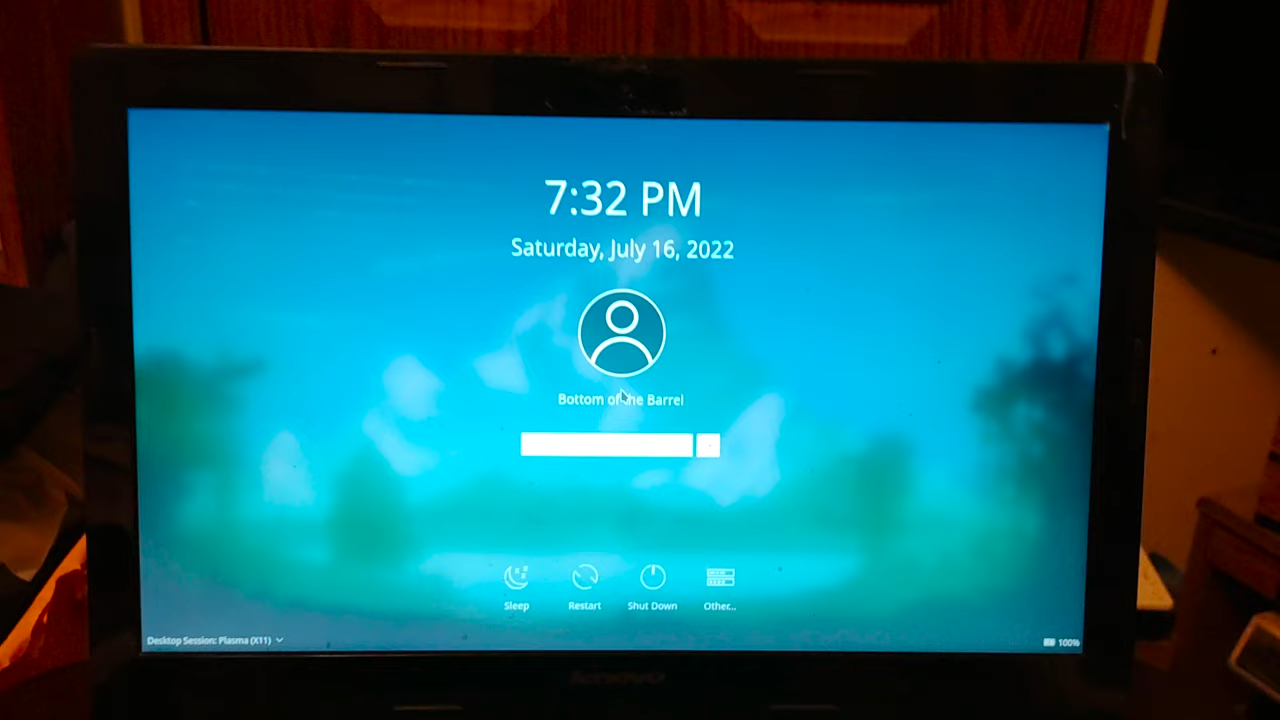 7:32 PM
Saturday, July 16, 2022
Bottom of the Barrel
Sleep
Restart
Shut Down
Other...
Desktop Session: Plasma (X11)
100%
lenovo